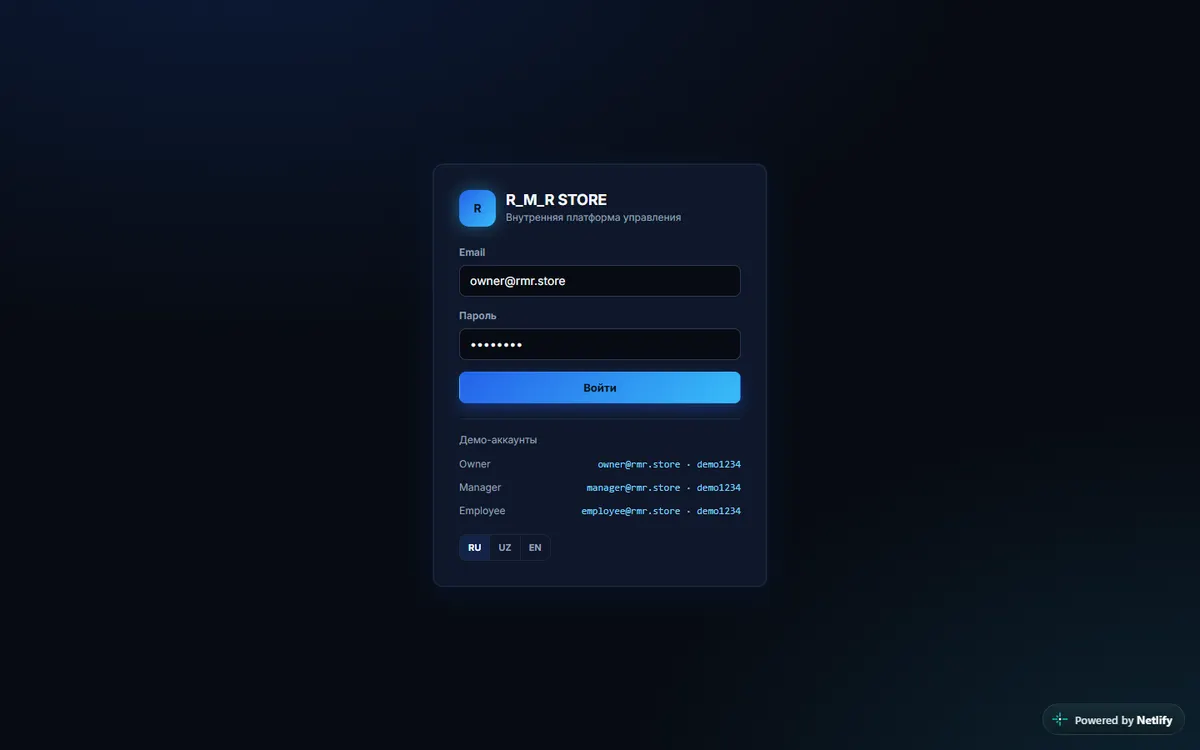 R
R_M_R STORE
Внутренняя платформа управления
Email
owner@rmr.store
Пароль
••••••••
Войти
Демо-аккаунты
Owner owner@rmr.store · demo1234
Manager manager@rmr.store · demo1234
Employee employee@rmr.store · demo1234
RU UZ EN
Powered by Netlify